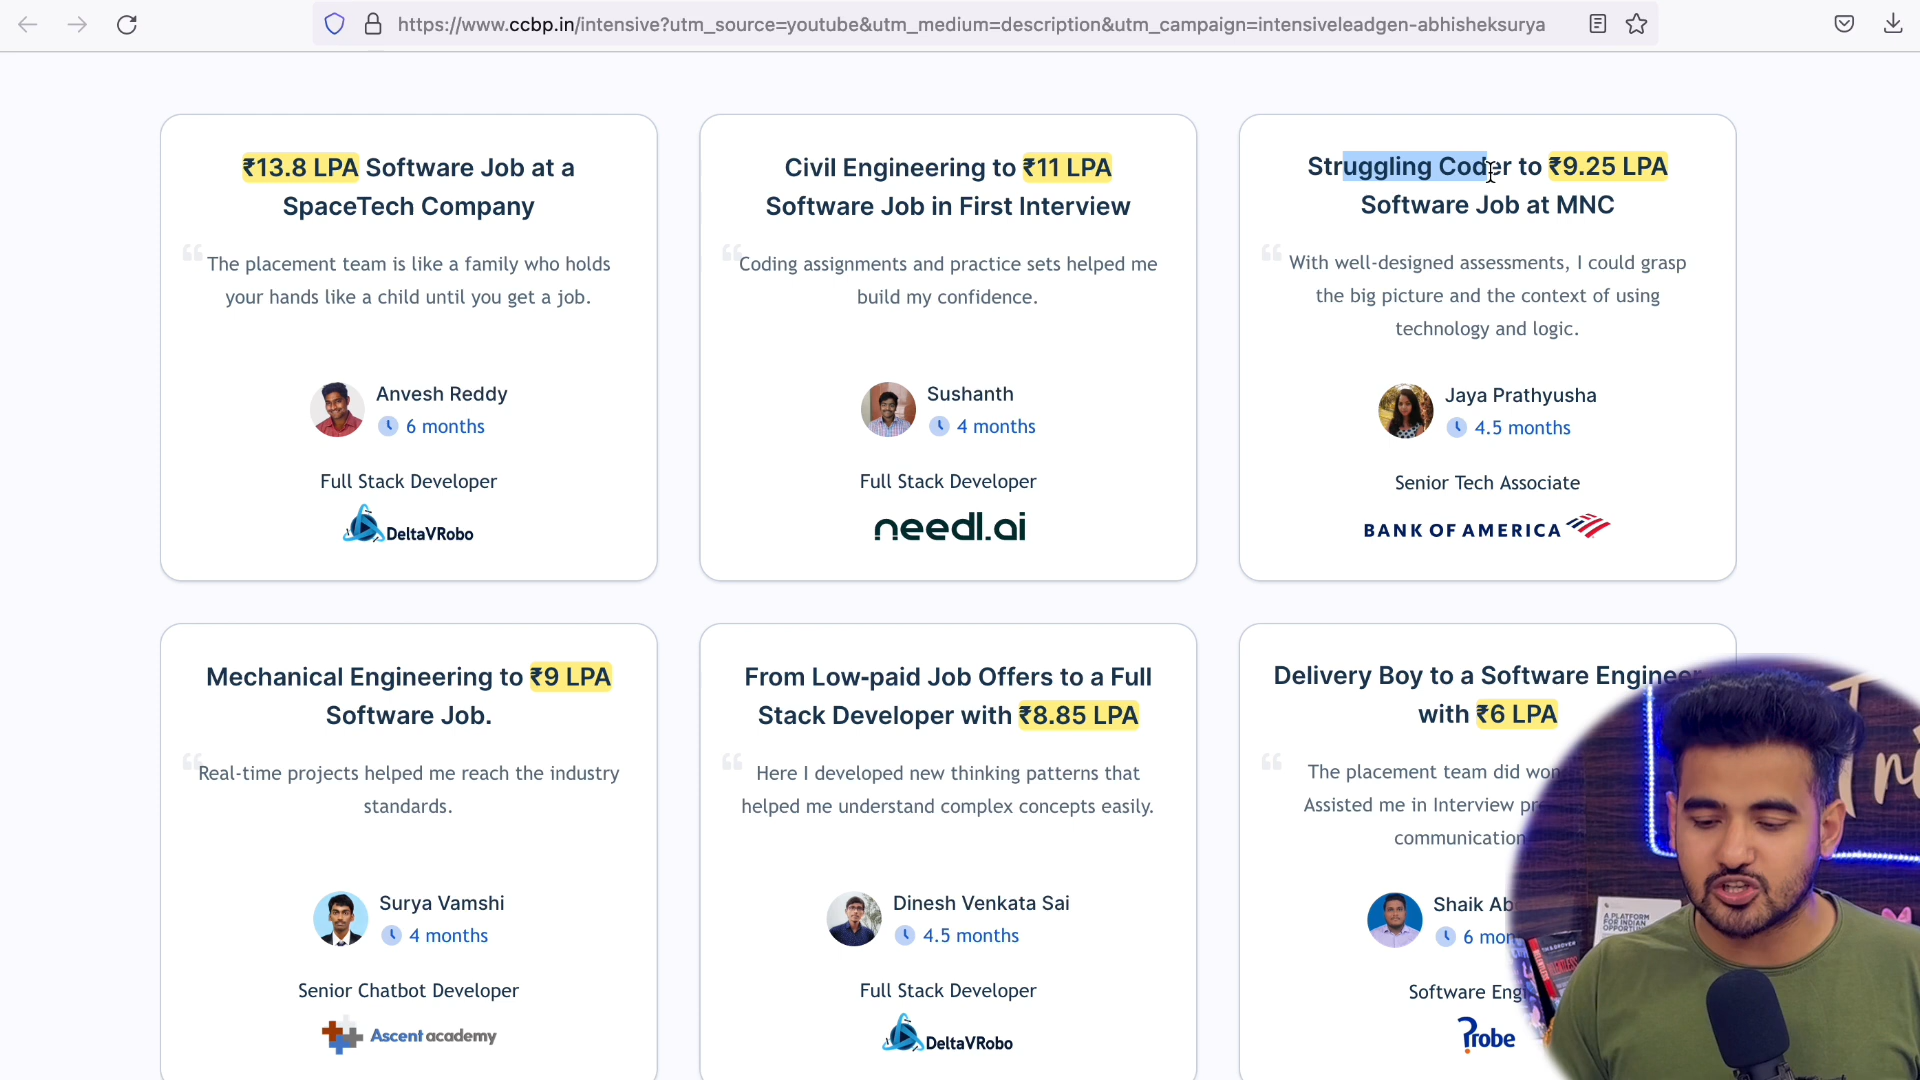 https://www.ccbp.in/intensive?utm_source=youtube&utm_medium=description&utm_campaign=intensiveleadgen-abhisheksurya
₹13.8 LPA Software Job at a
SpaceTech Company
The placement team is like a family who holds
your hands like a child until you get a job.
Anvesh Reddy
6 months
Full Stack Developer
DeltaVRobo
Civil Engineering to ₹11 LPA
Software Job in First Interview
Coding assignments and practice sets helped me
build my confidence.
Sushanth
4 months
Full Stack Developer
needl.ai
Struggling Coder to ₹9.25 LPA
Software Job at MNC
With well-designed assessments, I could grasp
the big picture and the context of using
technology and logic.
Jaya Prathyusha
4.5 months
Senior Tech Associate
BANK OF AMERICA
Mechanical Engineering to ₹9 LPA
Software Job.
Real-time projects helped me reach the industry
standards.
Surya Vamshi
4 months
Senior Chatbot Developer
Ascent academy
From Low-paid Job Offers to a Full
Stack Developer with ₹8.85 LPA
Here I developed new thinking patterns that
helped me understand complex concepts easily.
Dinesh Venkata Sai
4.5 months
Full Stack Developer
DeltaVRobo
Delivery Boy to a Software Engineer
with ₹6 LPA
The placement team did
Assisted me in Interview
communication
Shaik
6
Software
Probe
A PLATFORM
FOR INDIAN